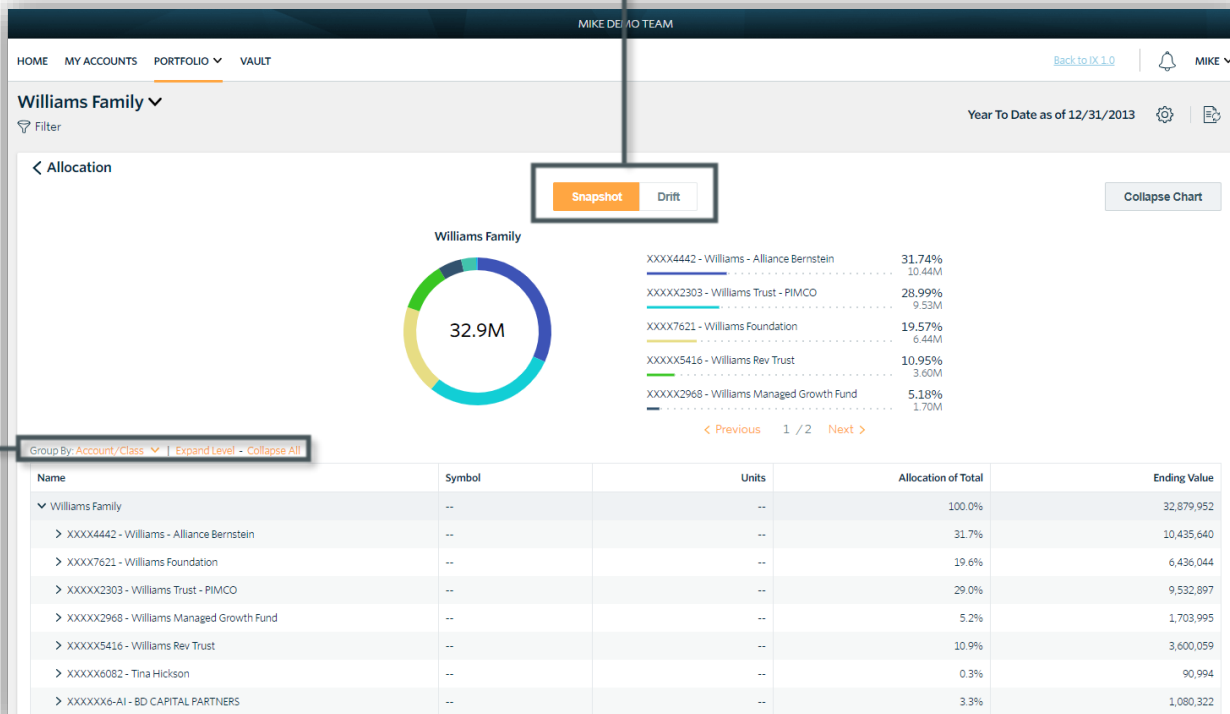 MIKE DEMO TEAM
HOME MY ACCOUNTS PORTFOLIO VAULT Back to IX 1.0 MIKE
Williams Family
Filter
Year To Date as of 12/31/2013
Allocation
Snapshot Drift
Collapse Chart
Williams Family
32.9M
XXXX4442 - Williams - Alliance Bernstein 31.74%
10.44M
XXXXX2303 - Williams Trust - PIMCO 28.99%
9.53M
XXXX7621 - Williams Foundation 19.57%
6.44M
XXXXX5416 - Williams Rev Trust 10.95%
3.60M
XXXXX2968 - Williams Managed Growth Fund 5.18%
1.70M
< Previous 1 / 2 Next >
Group By: Account/Class | Expand Level - Collapse All
Name Symbol Units Allocation of Total Ending Value
Williams Family -- -- 100.0% 32,879,952
XXXX4442 - Williams - Alliance Bernstein -- -- 31.7% 10,435,640
XXXX7621 - Williams Foundation -- -- 19.6% 6,436,044
XXXXX2303 - Williams Trust - PIMCO -- -- 29.0% 9,532,897
XXXXX2968 - Williams Managed Growth Fund -- -- 5.2% 1,703,995
XXXXX5416 - Williams Rev Trust -- -- 10.9% 3,600,059
XXXXX6082 - Tina Hickson -- -- 0.3% 90,994
XXXXXX6-AI - BD CAPITAL PARTNERS -- -- 3.3% 1,080,322